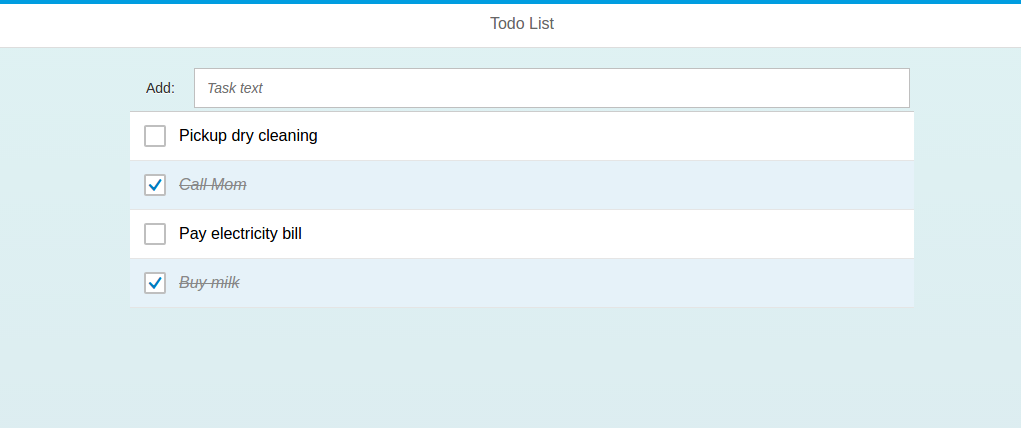 Todo List
Add: Task text
Pickup dry cleaning
Call Mom
Pay electricity bill
Buy milk